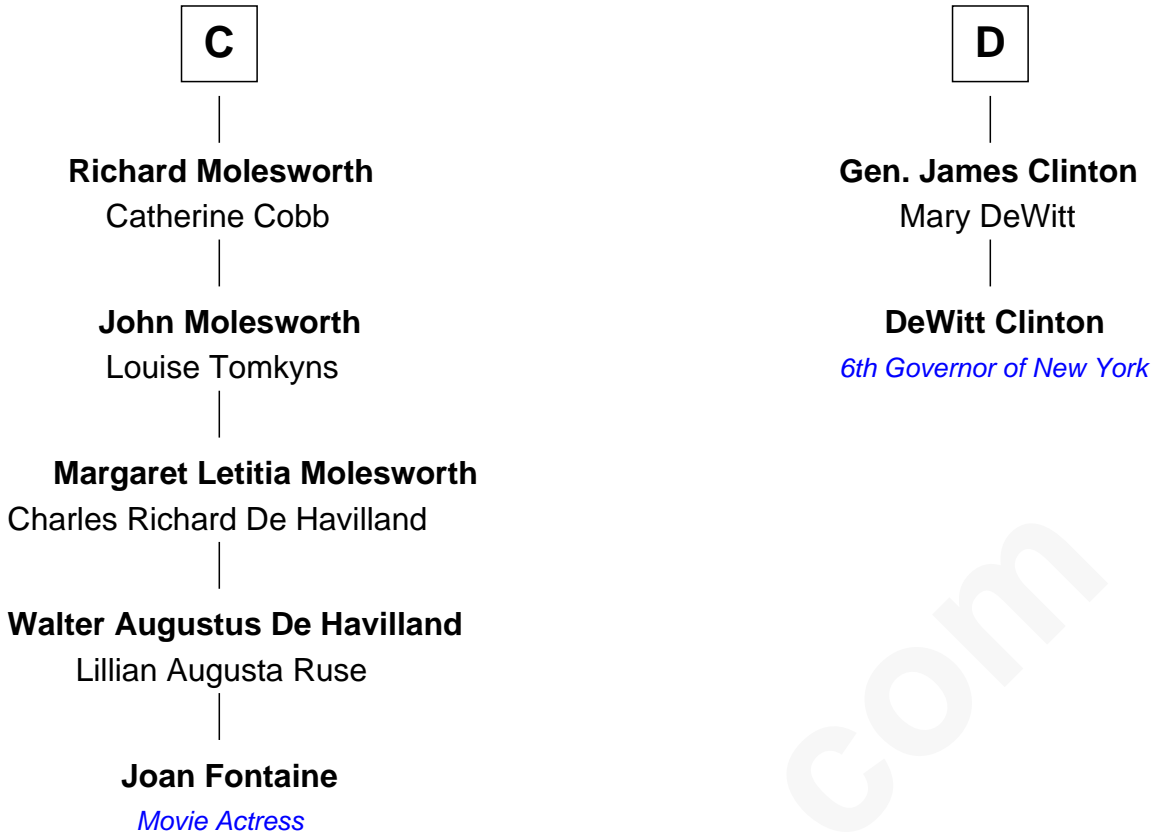 C
Richard Molesworth
Catherine Cobb
John Molesworth
Louise Tomkyns
Margaret Letitia Molesworth
Charles Richard De Havilland
Walter Augustus De Havilland
Lillian Augusta Ruse
Joan Fontaine
Movie Actress
D
Gen. James Clinton
Mary DeWitt
DeWitt Clinton
6th Governor of New York
com